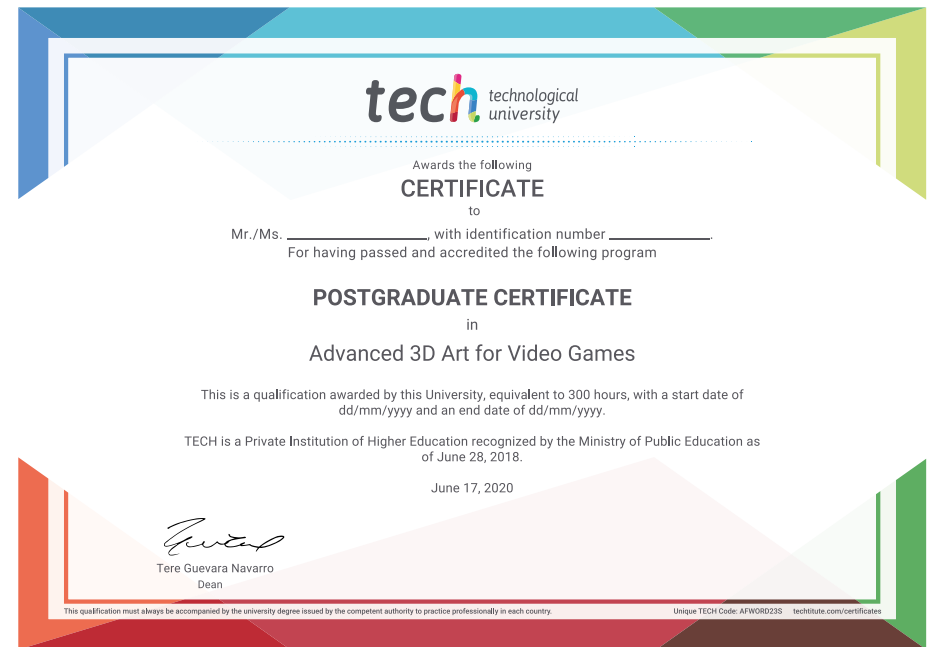 tech technological
university
Awards the following
CERTIFICATE
to
Mr./Ms. ____________________, with identification number ______________.
For having passed and accredited the following program
POSTGRADUATE CERTIFICATE
in
Advanced 3D Art for Video Games
This is a qualification awarded by this University, equivalent to 300 hours, with a start date of
dd/mm/yyyy and an end date of dd/mm/yyyy.
TECH is a Private Institution of Higher Education recognized by the Ministry of Public Education as
of June 28, 2018.
June 17, 2020
Tere Guevara Navarro
Dean
This qualification must always be accompanied by the university degree issued by the competent authority to practice professionally in each country.
Unique TECH Code: AFWORD23S techtitute.com/certificates